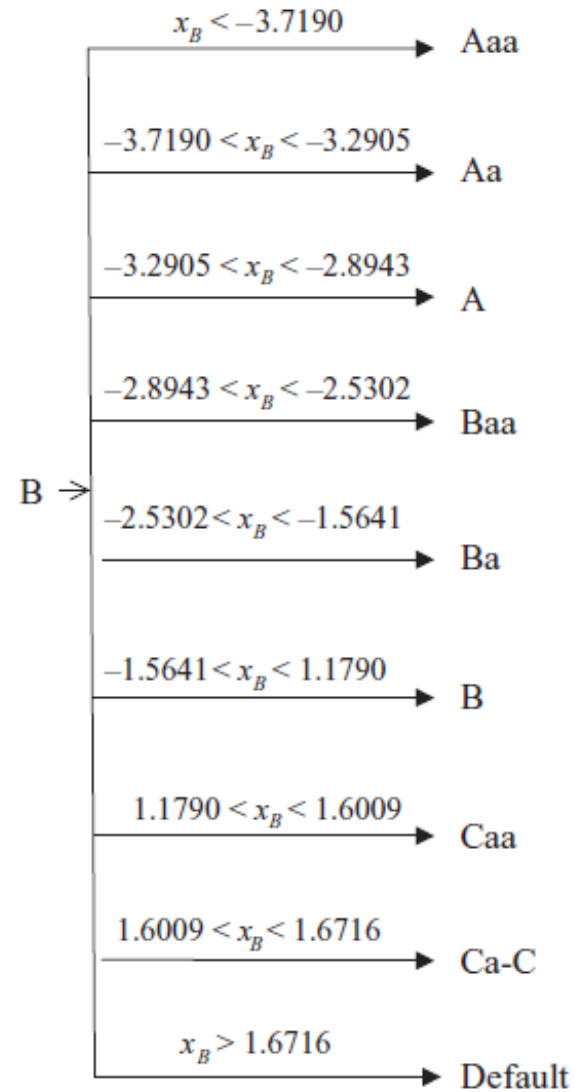 x_B < –3.7190
Aaa
–3.7190 < x_B < –3.2905
Aa
–3.2905 < x_B < –2.8943
A
–2.8943 < x_B < –2.5302
Baa
B
–2.5302 < x_B < –1.5641
Ba
–1.5641 < x_B < 1.1790
B
1.1790 < x_B < 1.6009
Caa
1.6009 < x_B < 1.6716
Ca-C
x_B > 1.6716
Default